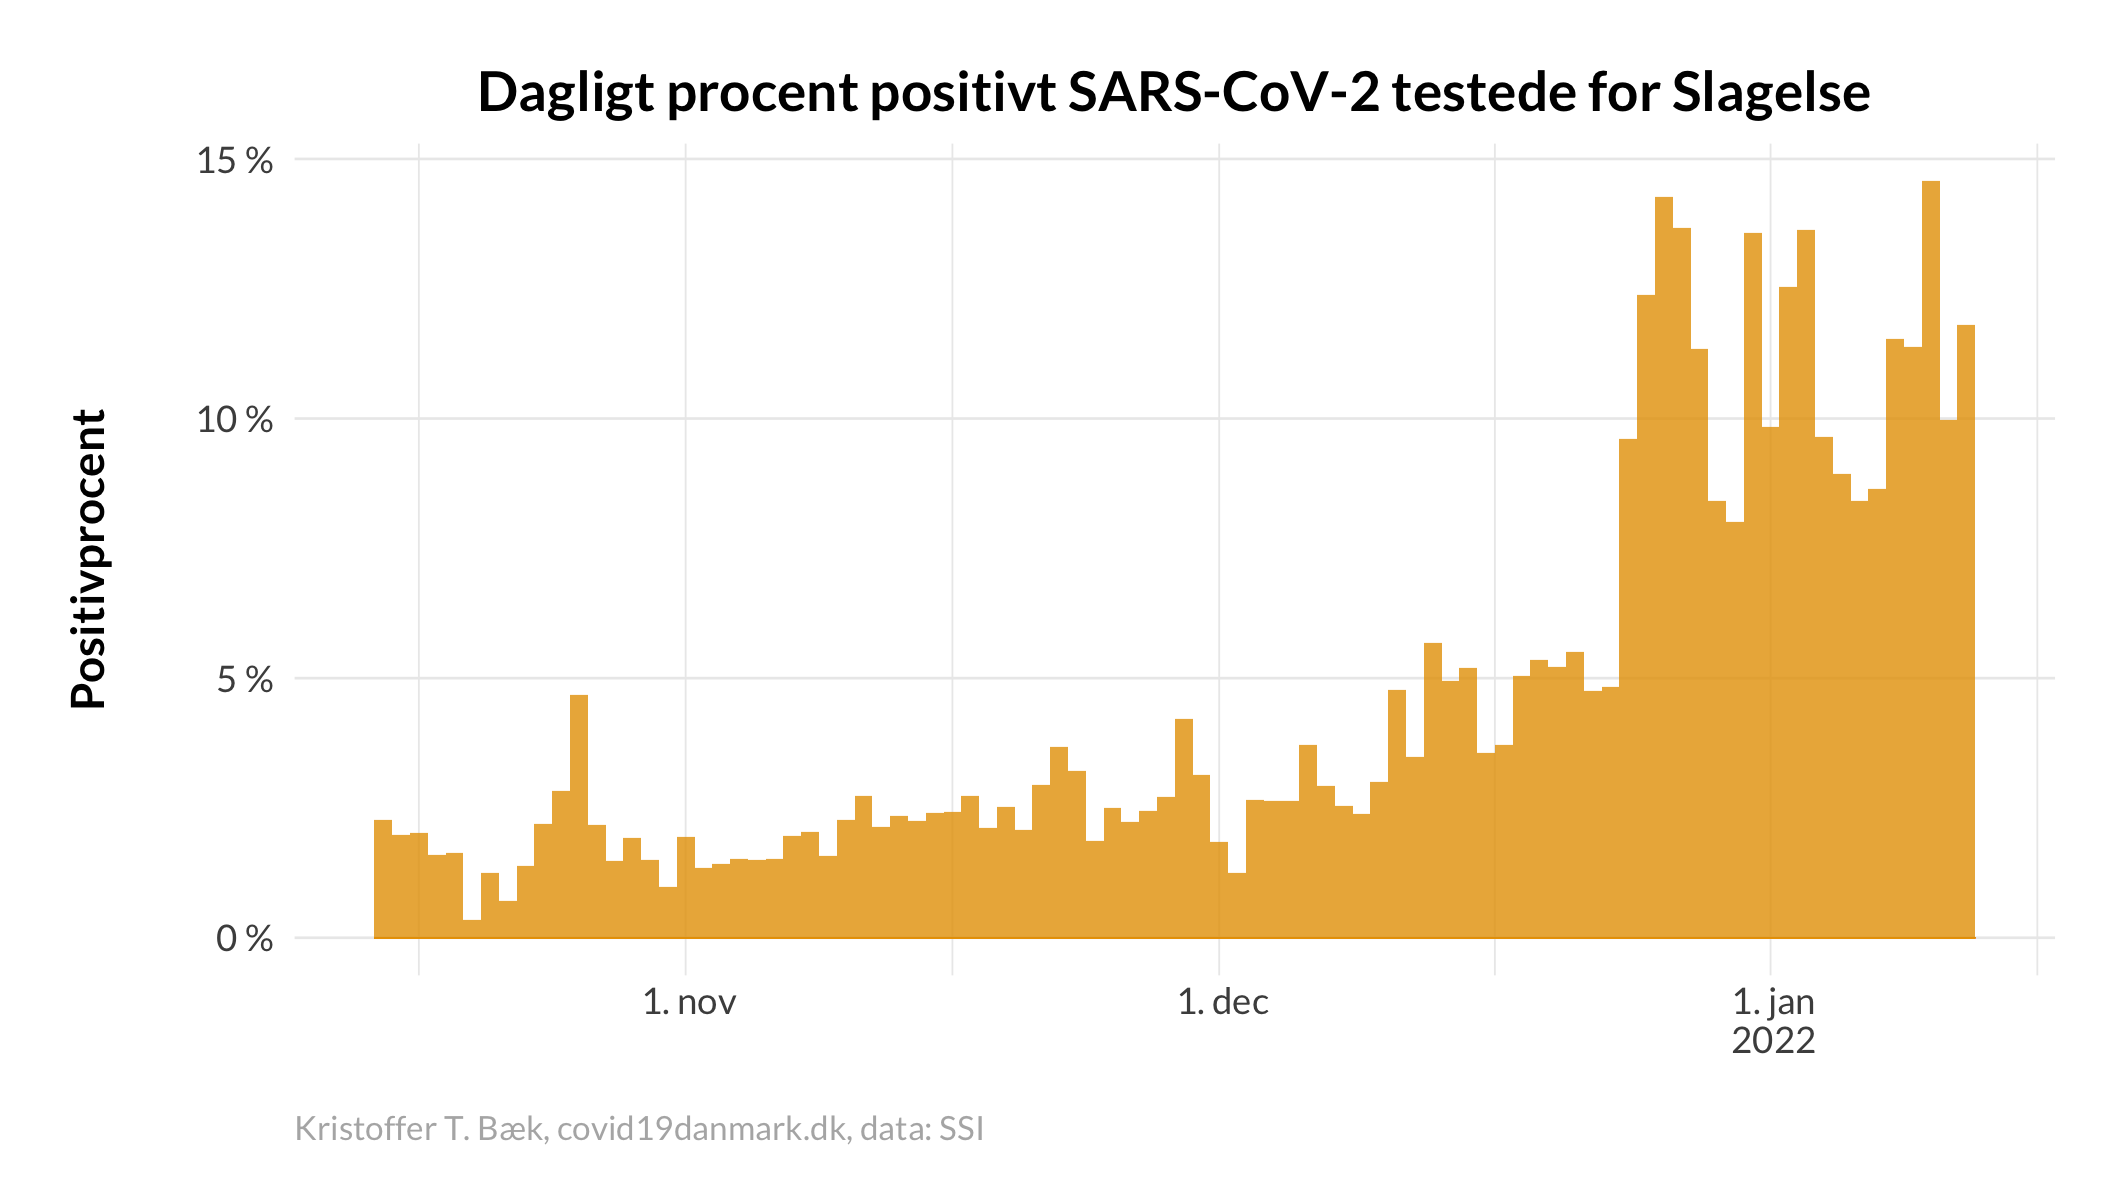 Dagligt procent positivt SARS-CoV-2 testede for Slagelse
Positivprocent
15 %
10 %
5 %
0 %
1. nov
1. dec
1. jan
2022
Kristoffer T. Bæk, covid19danmark.dk, data: SSI